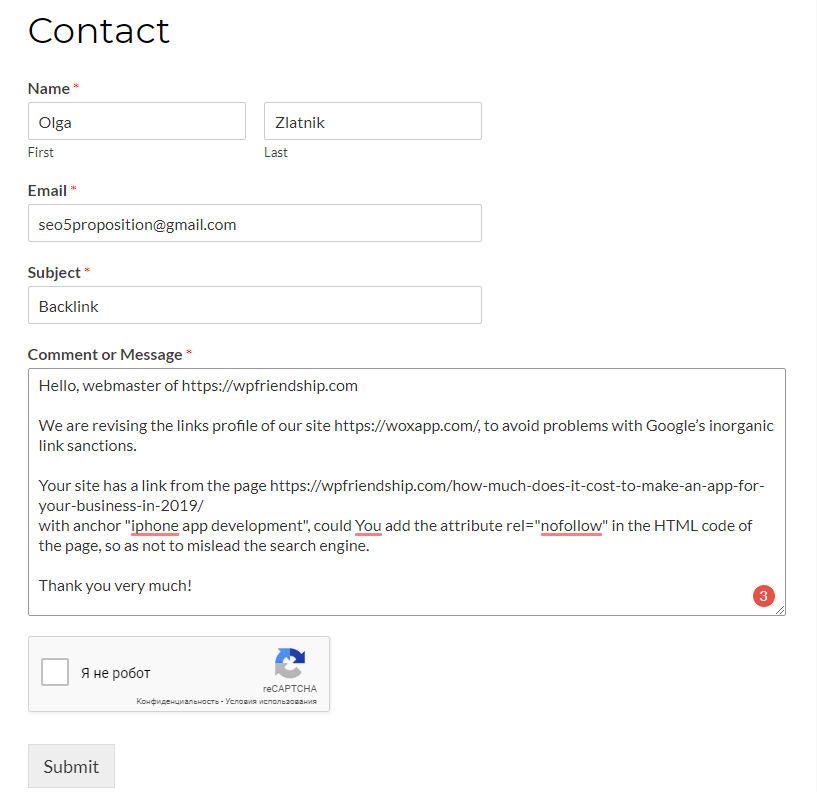 Contact
Name *
Olga Zlatnik
First Last
Email *
seo5proposition@gmail.com
Subject *
Backlink
Comment or Message *
Hello, webmaster of https://wpfriendship.com
We are revising the links profile of our site https://woxapp.com/, to avoid problems with Google’s inorganic
link sanctions.
Your site has a link from the page https://wpfriendship.com/how-much-does-it-cost-to-make-an-app-for-
your-business-in-2019/
with anchor "iphone app development", could You add the attribute rel="nofollow" in the HTML code of
the page, so as not to mislead the search engine.
Thank you very much!
3
Я не робот
reCAPTCHA
Конфиденциальность - Условия использования
Submit